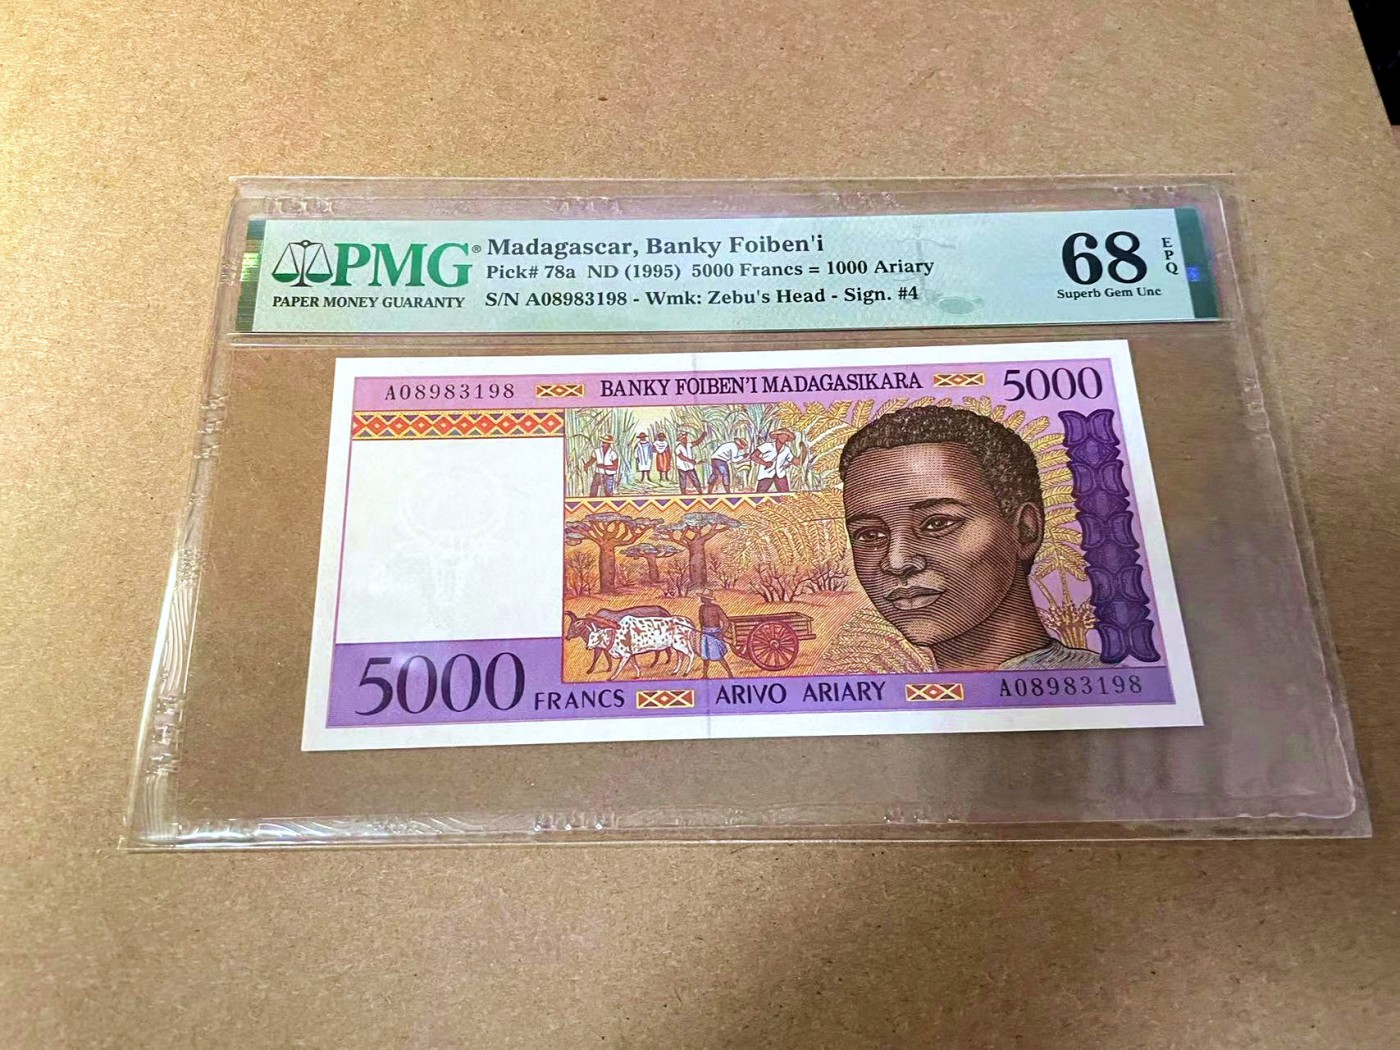 PMG®
PAPER MONEY GUARANTY
Madagascar, Banky Foiben'i
Pick# 78a ND (1995) 5000 Francs = 1000 Ariary
S/N A08983198 - Wmk: Zebu's Head - Sign. #4
68
EPQ
Superb Gem Unc
A08983198 BANKY FOIBEN'I MADAGASIKARA 5000
5000 FRANCS ARIVO ARIARY A08983198